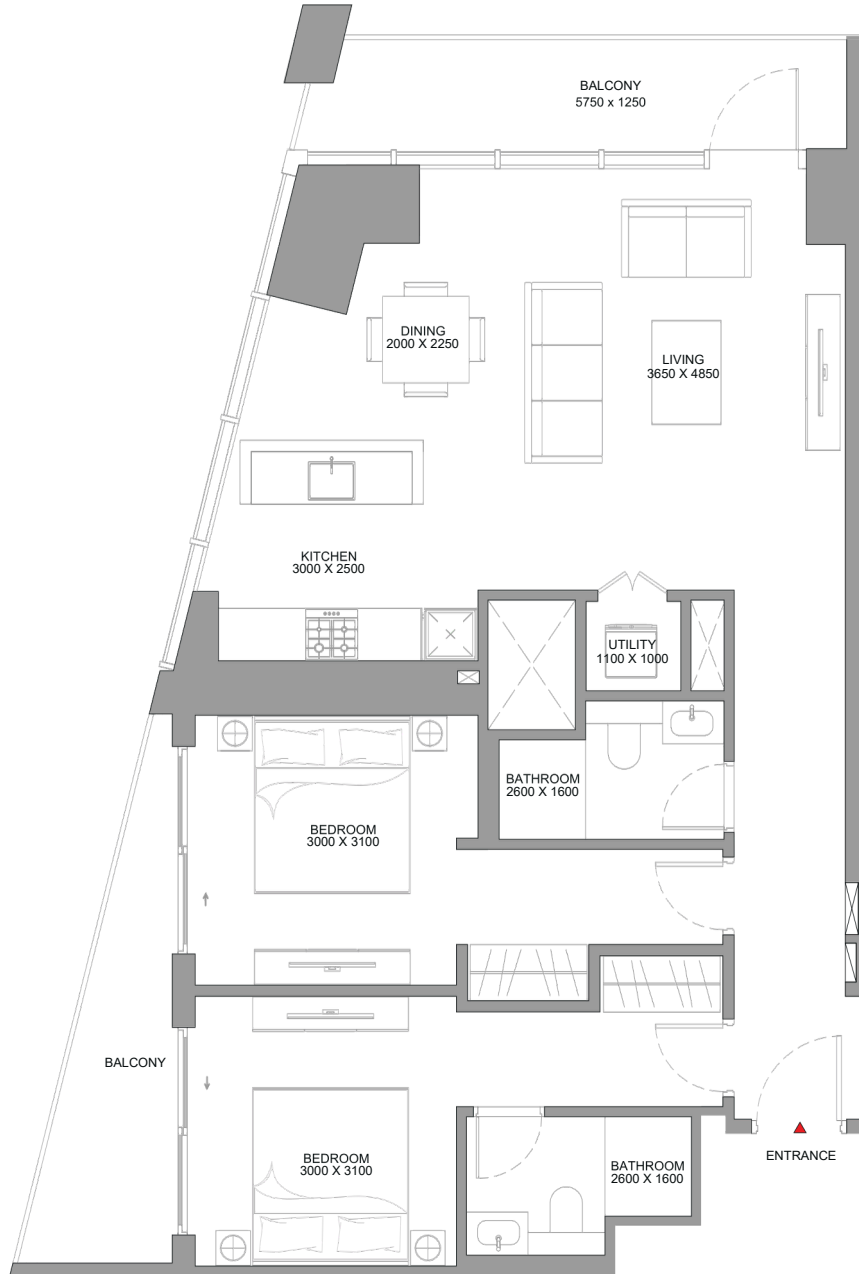 BALCONY
5750 x 1250
DINING
2000 X 2250
LIVING
3650 X 4850
KITCHEN
3000 X 2500
UTILITY
1100 X 1000
BATHROOM
2600 X 1600
BEDROOM
3000 X 3100
BALCONY
BEDROOM
3000 X 3100
BATHROOM
2600 X 1600
ENTRANCE